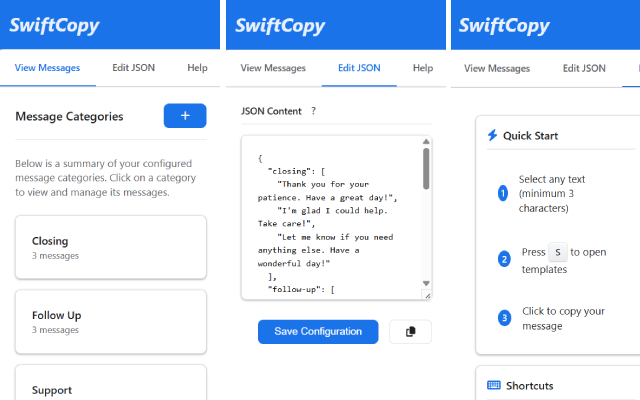 SwiftCopy
View Messages Edit JSON Help
Message Categories +
Below is a summary of your configured
message categories. Click on a category
to view and manage its messages.
Closing
3 messages
Follow Up
3 messages
Support
SwiftCopy
View Messages Edit JSON Help
JSON Content ?
{
"closing": [
"Thank you for your
patience. Have a great day!",
"I'm glad I could help.
Take care!",
"Let me know if you need
anything else. Have a
wonderful day!"
],
"follow-up": [
Save Configuration
SwiftCopy
View Messages Edit JSON
Quick Start
1 Select any text
(minimum 3
characters)
2 Press S to open
templates
3 Click to copy your
message
Shortcuts